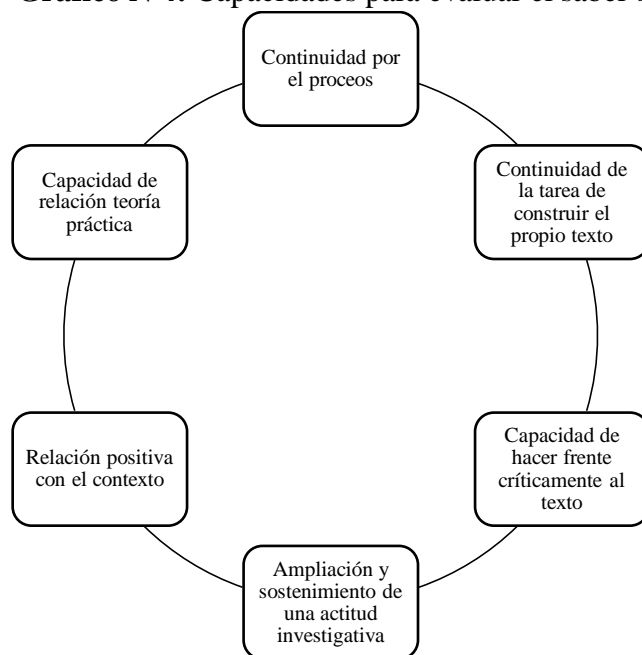 Capacidades para evaluar el saber
Continuidad por
el proceos
Continuidad de
la tarea de
construir el
propio texto
Capacidad de
hacer frente
críticamente al
texto
Ampliación y
sostenimiento de
una actitud
investigativa
Relación positiva
con el contexto
Capacidad de
relación teoría
práctica